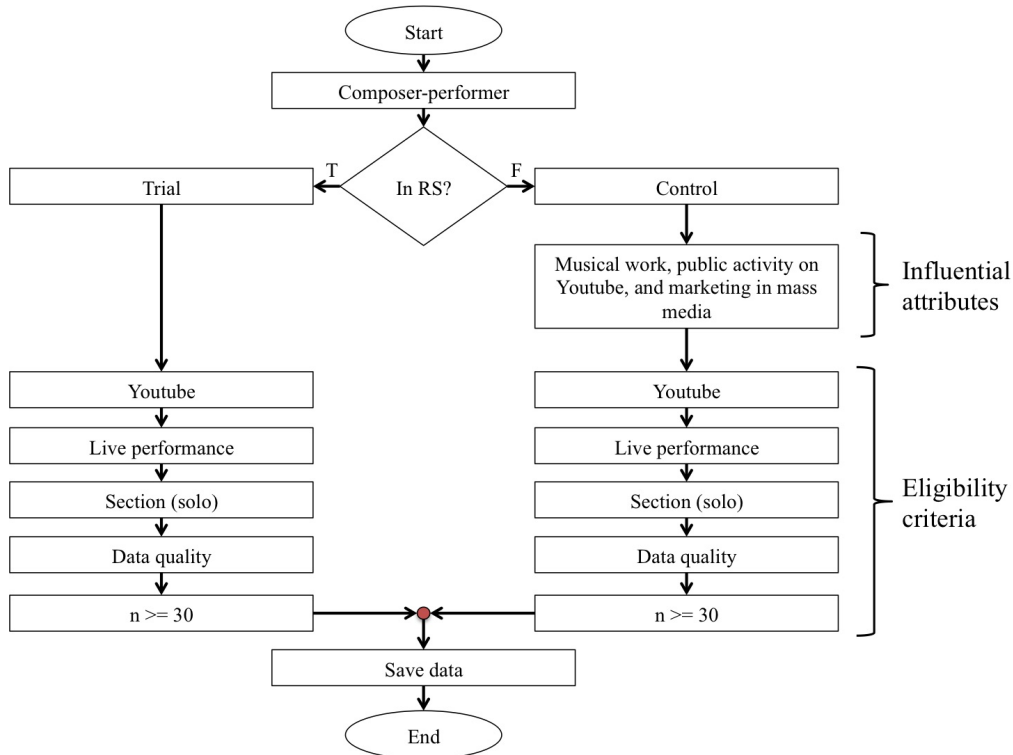 Start
Composer-performer
T
In RS?
F
Trial
Control
Musical work, public activity on
Youtube, and marketing in mass
media
Influential
attributes
Youtube
Youtube
Live performance
Live performance
Section (solo)
Section (solo)
Eligibility
criteria
Data quality
Data quality
n >= 30
n >= 30
Save data
End